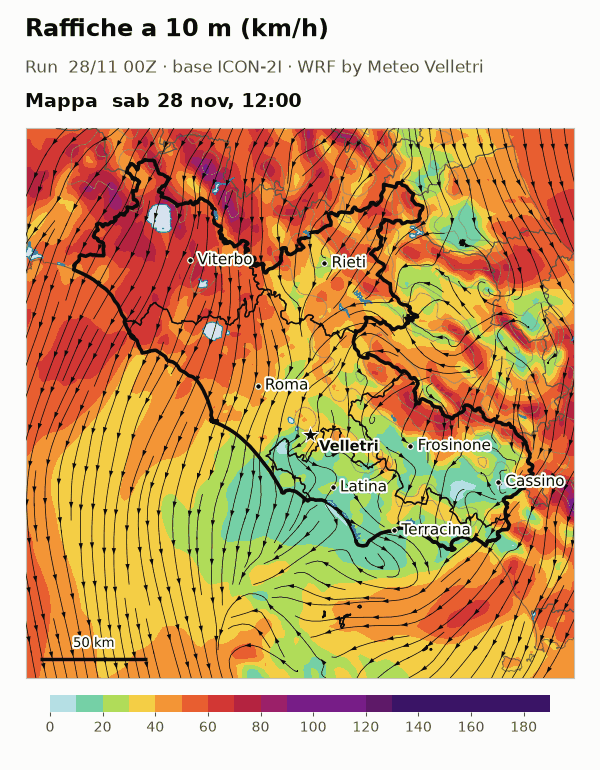 Raffiche a 10 m (km/h)
Run  28/11 00Z · base ICON-2I · WRF by Meteo Velletri
Mappa  sab 28 nov, 12:00
Viterbo
Rieti
Roma
Velletri
Frosinone
Cassino
Latina
Terracina
50 km
0 20 40 60 80 100 120 140 160 180